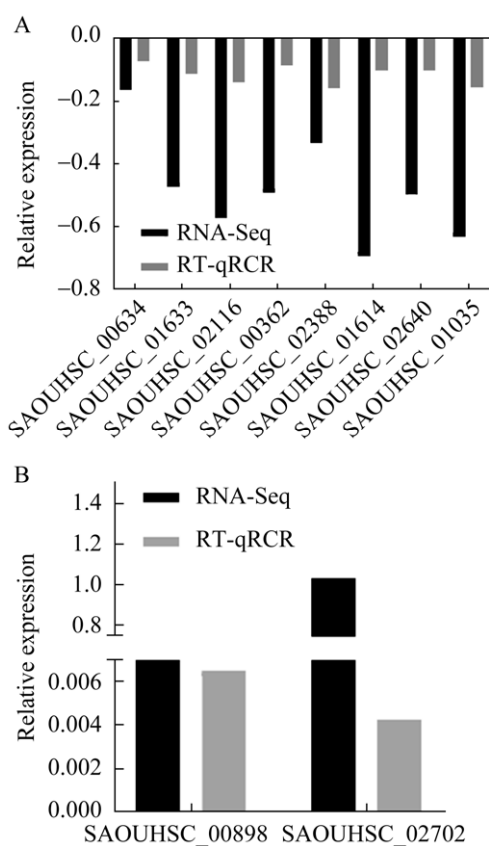 A
Relative expression
0.0
−0.2
−0.4
−0.6
−0.8
RNA-Seq
RT-qRCR
SAOUHSC_00634
SAOUHSC_01633
SAOUHSC_02116
SAOUHSC_00362
SAOUHSC_02388
SAOUHSC_01614
SAOUHSC_02640
SAOUHSC_01035
B
Relative expression
1.4
1.2
1.0
0.8
0.006
0.004
0.002
0.000
RNA-Seq
RT-qRCR
SAOUHSC_00898
SAOUHSC_02702